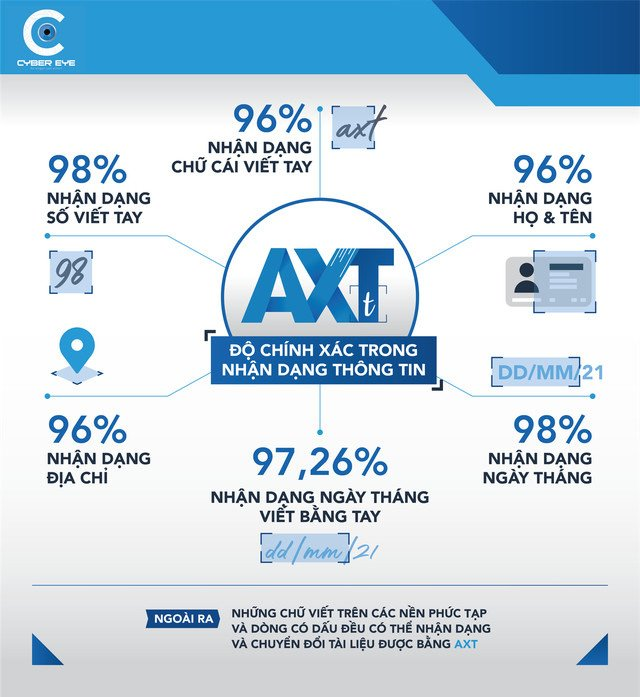 CYBER EYE
96%
NHẬN DẠNG
CHỮ CÁI VIẾT TAY
axt
98%
NHẬN DẠNG
SỐ VIẾT TAY
98
96%
NHẬN DẠNG
HỌ & TÊN
AXT
t
ĐỘ CHÍNH XÁC TRONG
NHẬN DẠNG THÔNG TIN
DD/MM/21
96%
NHẬN DẠNG
ĐỊA CHỈ
97,26%
NHẬN DẠNG NGÀY THÁNG
VIẾT BẰNG TAY
dd/mm/21
98%
NHẬN DẠNG
NGÀY THÁNG
NGOÀI RA
NHỮNG CHỮ VIẾT TRÊN CÁC NỀN PHỨC TẠP
VÀ DÒNG CÓ DẤU ĐỀU CÓ THỂ NHẬN DẠNG
VÀ CHUYỂN ĐỔI TÀI LIỆU ĐƯỢC BẰNG AXT